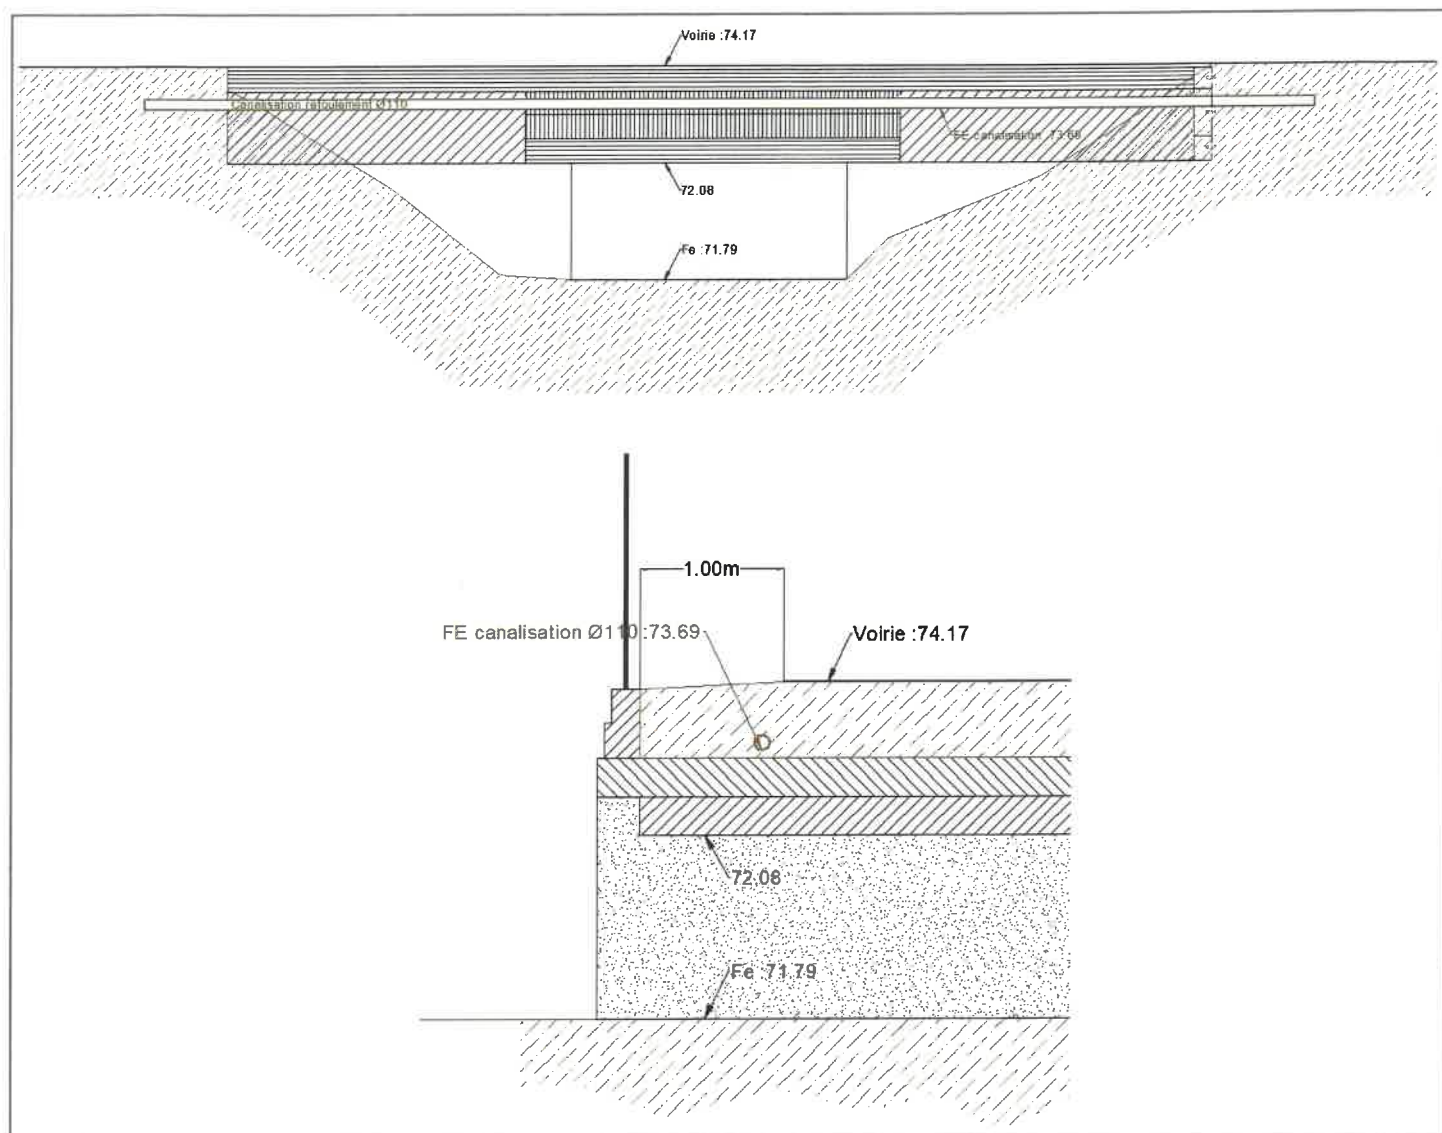 Voirie :74.17
Canalisation refoulement Ø110
FE canalisation :73.69
72.08
Fe :71.79
1.00m
FE canalisation Ø110 :73.69
Voirie :74.17
72.08
Fe :71.79